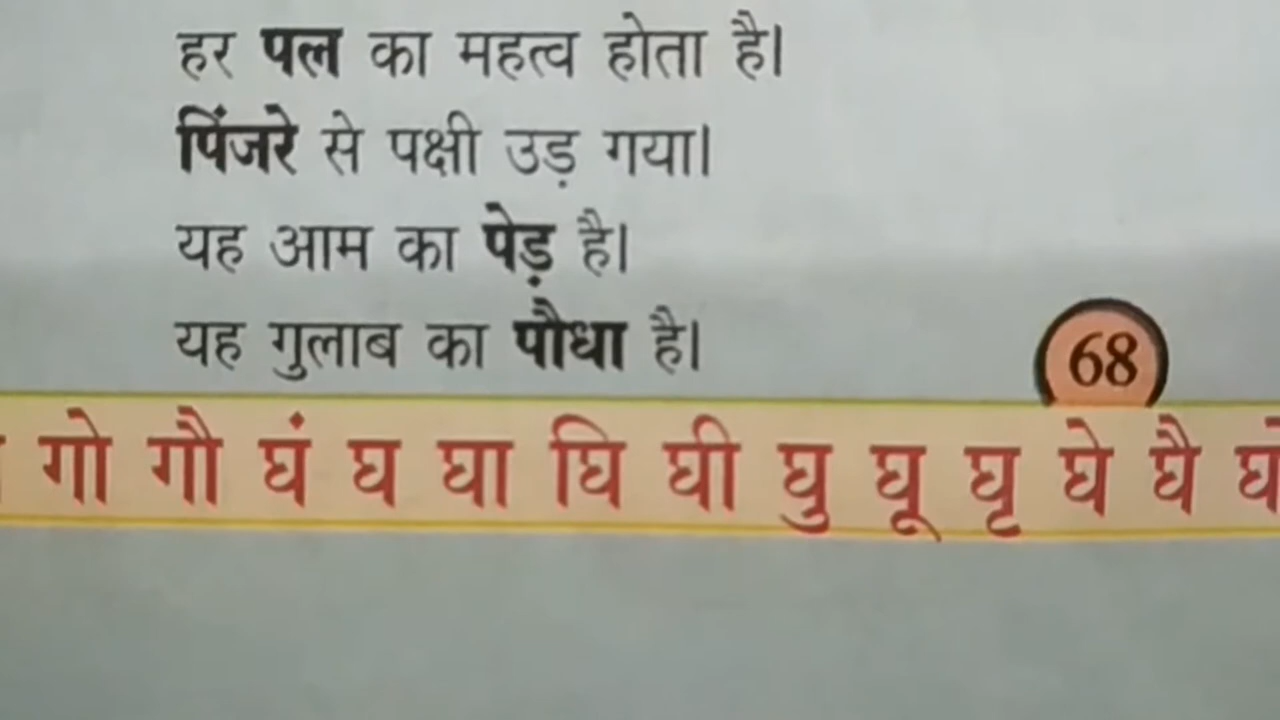 हर पल का महत्व होता है।
पिंजरे से पक्षी उड़ गया।
यह आम का पेड़ है।
यह गुलाब का पौधा है।
68
गो गौ घं घ घा घि घी घु घू घृ घे घै